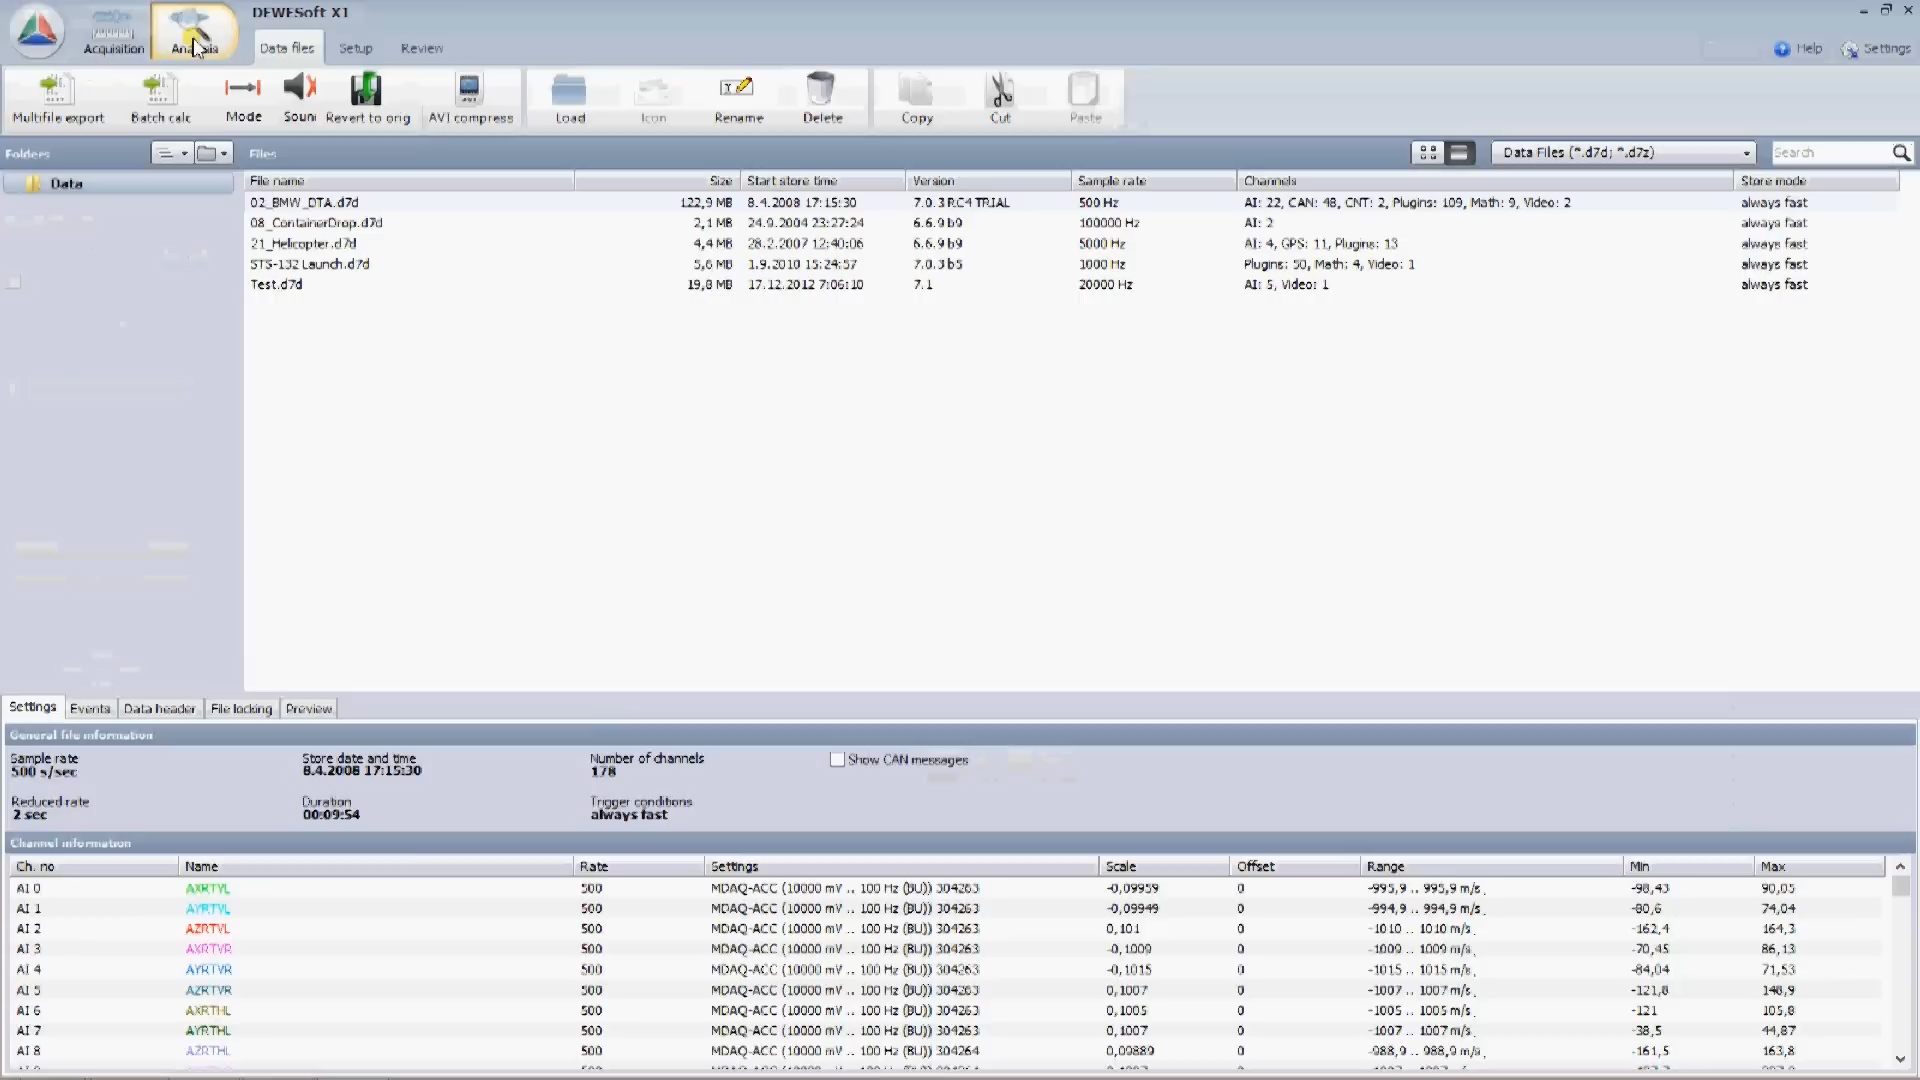 DEWESoft X1
Acquisition
Analysis
Data files Setup Review
Help Settings
Multifile export Batch calc Mode Soun Revert to orig AVI compress Load Icon Rename Delete Copy Cut Paste
Folders
Files
Data Files (*.d7d; *.d7z)
Search
Data
File name Size Start store time Version Sample rate Channels Store mode
02_BMW_DTA.d7d 122,9 MB 8.4.2008 17:15:30 7.0.3 RC4 TRIAL 500 Hz AI: 22, CAN: 48, CNT: 2, Plugins: 109, Math: 9, Video: 2 always fast
08_ContainerDrop.d7d 2,1 MB 24.9.2004 23:27:24 6.6.9 b9 100000 Hz AI: 2 always fast
21_Helicopter.d7d 4,4 MB 28.2.2007 12:40:06 6.6.9 b9 5000 Hz AI: 4, GPS: 11, Plugins: 13 always fast
STS-132 Launch.d7d 5,6 MB 1.9.2010 15:24:57 7.0.3 b5 1000 Hz Plugins: 50, Math: 4, Video: 1 always fast
Test.d7d 19,8 MB 17.12.2012 7:06:10 7.1 20000 Hz AI: 5, Video: 1 always fast
Settings Events Data header File locking Preview
General file information
Sample rate Store date and time Number of channels Show CAN messages
500 s/sec 8.4.2008 17:15:30 178
Reduced rate Duration Trigger conditions
2 sec 00:09:54 always fast
Channel information
Ch. no Name Rate Settings Scale Offset Range Min Max
AI 0 AXRTVL 500 MDAQ-ACC (10000 mV .. 100 Hz (BU)) 304263 -0,09959 0 -995,9 .. 995,9 m/s -98,43 90,05
AI 1 AYRTVL 500 MDAQ-ACC (10000 mV .. 100 Hz (BU)) 304263 -0,09949 0 -994,9 .. 994,9 m/s -80,6 74,04
AI 2 AZRTVL 500 MDAQ-ACC (10000 mV .. 100 Hz (BU)) 304263 0,101 0 -1010 .. 1010 m/s -162,4 164,3
AI 3 AXRTVR 500 MDAQ-ACC (10000 mV .. 100 Hz (BU)) 304263 -0,1009 0 -1009 .. 1009 m/s -70,45 86,13
AI 4 AYRTVR 500 MDAQ-ACC (10000 mV .. 100 Hz (BU)) 304263 -0,1015 0 -1015 .. 1015 m/s -84,04 71,53
AI 5 AZRTVR 500 MDAQ-ACC (10000 mV .. 100 Hz (BU)) 304263 0,1007 0 -1007 .. 1007 m/s -121,8 148,9
AI 6 AXRTHL 500 MDAQ-ACC (10000 mV .. 100 Hz (BU)) 304263 0,1005 0 -1005 .. 1005 m/s -121 105,8
AI 7 AYRTHL 500 MDAQ-ACC (10000 mV .. 100 Hz (BU)) 304263 0,1007 0 -1007 .. 1007 m/s -38,5 44,87
AI 8 AZRTHL 500 MDAQ-ACC (10000 mV .. 100 Hz (BU)) 304264 0,09889 0 -988,9 .. 988,9 m/s -161,5 163,8